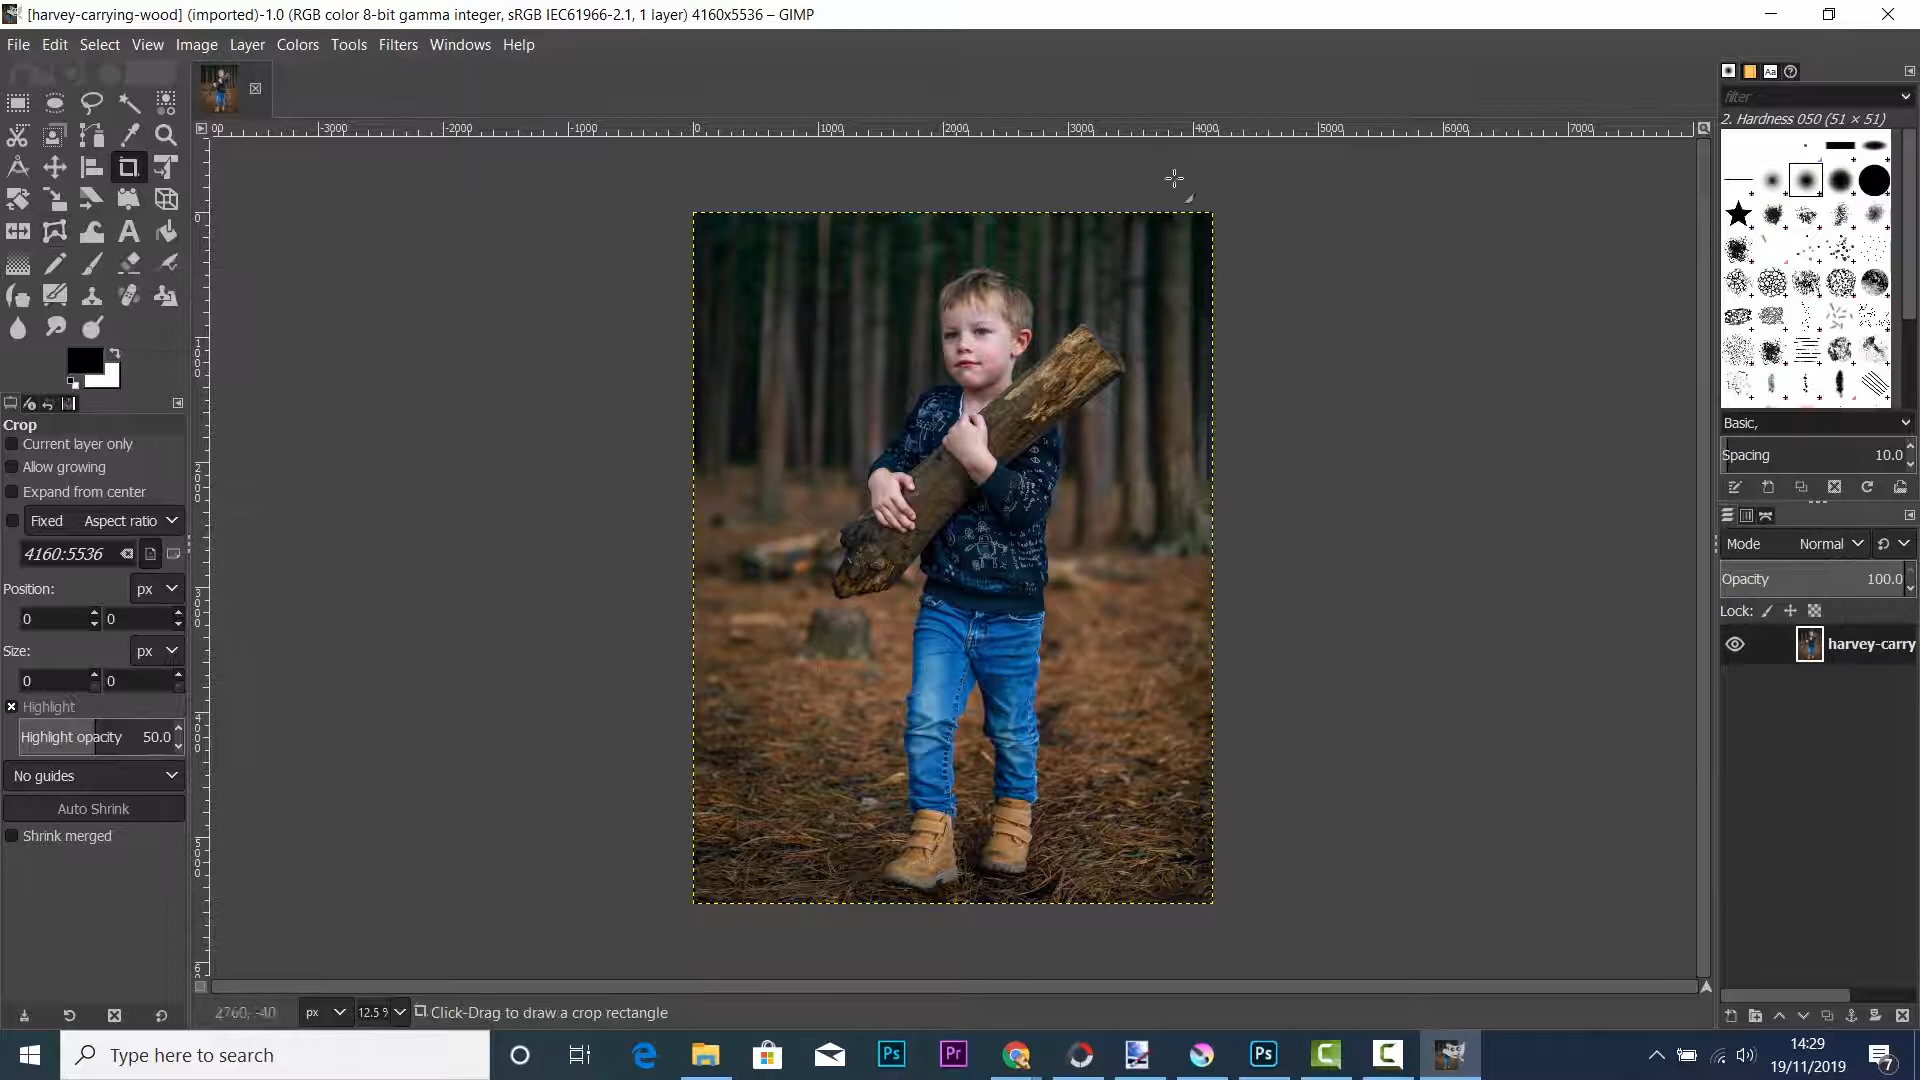 [harvey-carrying-wood] (imported)-1.0 (RGB color 8-bit gamma integer, sRGB IEC61966-2.1, 1 layer) 4160x5536 – GIMP
File Edit Select View Image Layer Colors Tools Filters Windows Help
-3000 -2000 -1000 0 1000 2000 3000 4000 5000 6000 7000
filter
2. Hardness 050 (51 × 51)
Basic,
Spacing 10.0
Mode Normal
Opacity 100.0
Lock:
harvey-carry
Crop
Current layer only
Allow growing
Expand from center
Fixed Aspect ratio
4160:5536
Position: px
0 0
Size: px
0 0
Highlight
Highlight opacity 50.0
No guides
Auto Shrink
Shrink merged
2760, -40 px 12.5 % Click-Drag to draw a crop rectangle
Type here to search
Ps Pr Ps
14:29
19/11/2019
7